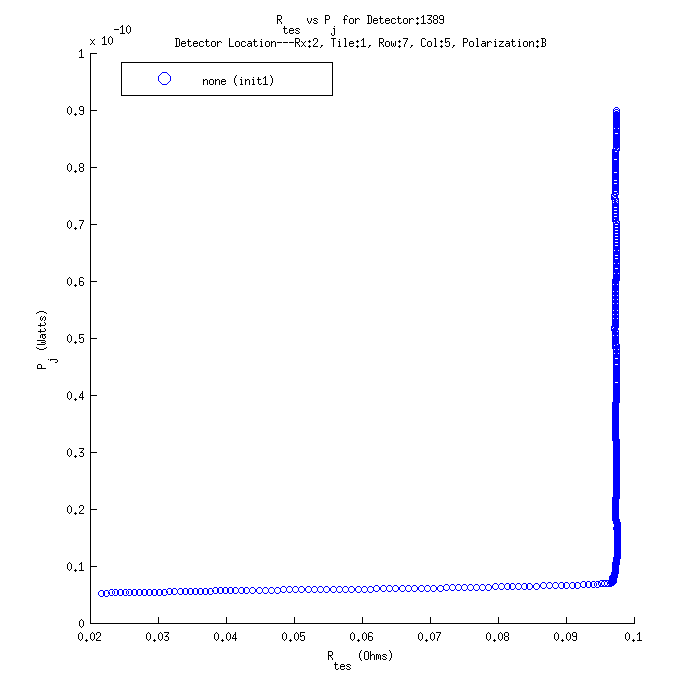 R_tes vs P_j for Detector:1389
Detector Location---Rx:2, Tile:1, Row:7, Col:5, Polarization:B
x 10^-10
none (init1)
1
0.9
0.8
0.7
0.6
0.5
0.4
0.3
0.2
0.1
0
P_j (Watts)
0.02 0.03 0.04 0.05 0.06 0.07 0.08 0.09 0.1
R_tes (Ohms)